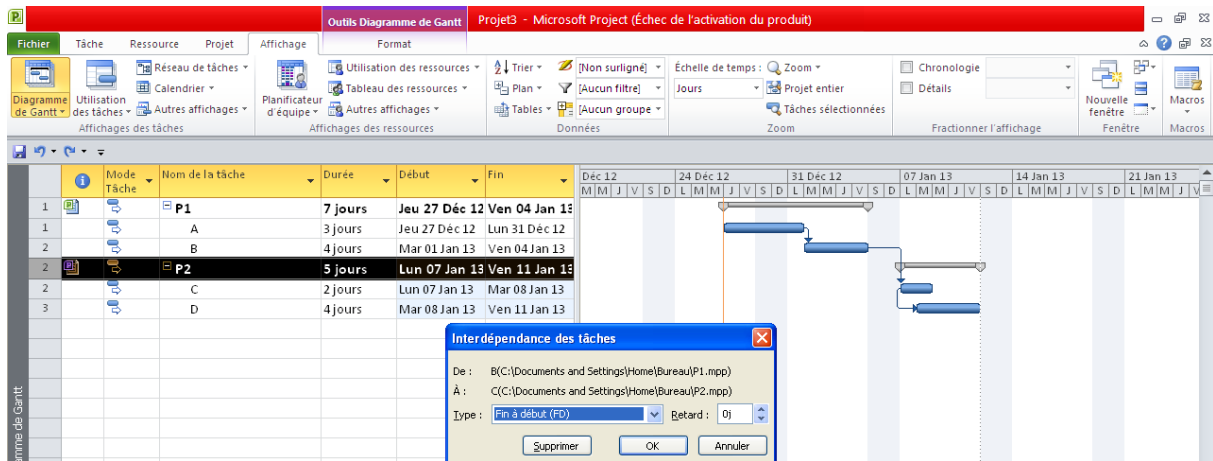 Outils Diagramme de Gantt Projet3 - Microsoft Project (Échec de l'activation du produit)
Fichier Tâche Ressource Projet Affichage Format
Réseau de tâches Utilisation des ressources Trier [Non surligné] Échelle de temps : Zoom Chronologie
Calendrier Tableau des ressources Plan [Aucun filtre] Jours Projet entier Détails
Diagramme de Gantt Utilisation des tâches Autres affichages Planificateur d'équipe Autres affichages Tables [Aucun groupe Tâches sélectionnées Nouvelle fenêtre Macros
Affichages des tâches Affichages des ressources Données Zoom Fractionner l'affichage Fenêtre Macros
Mode Tâche Nom de la tâche Durée Début Fin Déc 12 24 Déc 12 31 Déc 12 07 Jan 13 14 Jan 13 21 Jan 13
M M J V S D L M M J V S D L M M J V S D L M M J V S D L M M J V S D L M M J V
1 P1 7 jours Jeu 27 Déc 12 Ven 04 Jan 13
1 A 3 jours Jeu 27 Déc 12 Lun 31 Déc 12
2 B 4 jours Mar 01 Jan 13 Ven 04 Jan 13
2 P2 5 jours Lun 07 Jan 13 Ven 11 Jan 13
2 C 2 jours Lun 07 Jan 13 Mar 08 Jan 13
3 D 4 jours Mar 08 Jan 13 Ven 11 Jan 13
Interdépendance des tâches
De : B(C:\Documents and Settings\Home\Bureau\P1.mpp)
À : C(C:\Documents and Settings\Home\Bureau\P2.mpp)
Type : Fin à début (FD) Retard : 0j
Supprimer OK Annuler
mme de Gantt